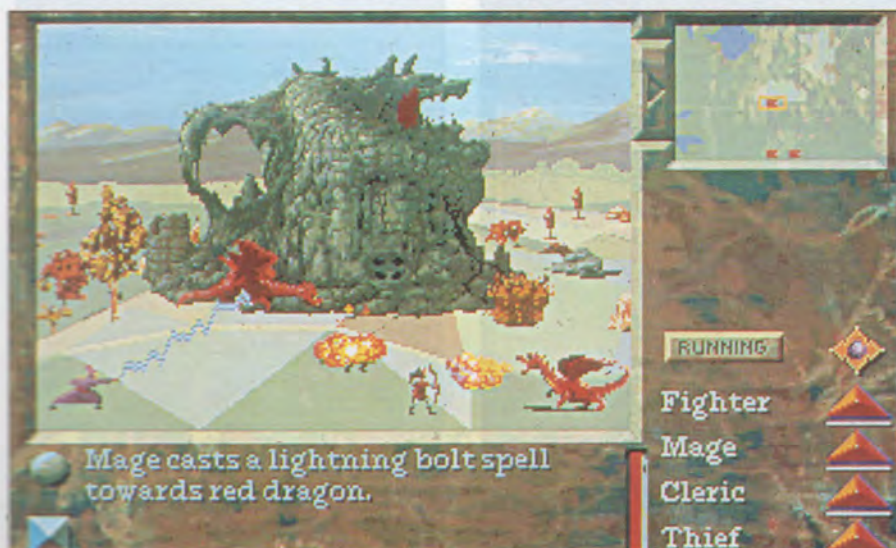 RUNNING
Fighter
Mage
Cleric
Thief
Mage casts a lightning bolt spell
towards red dragon.